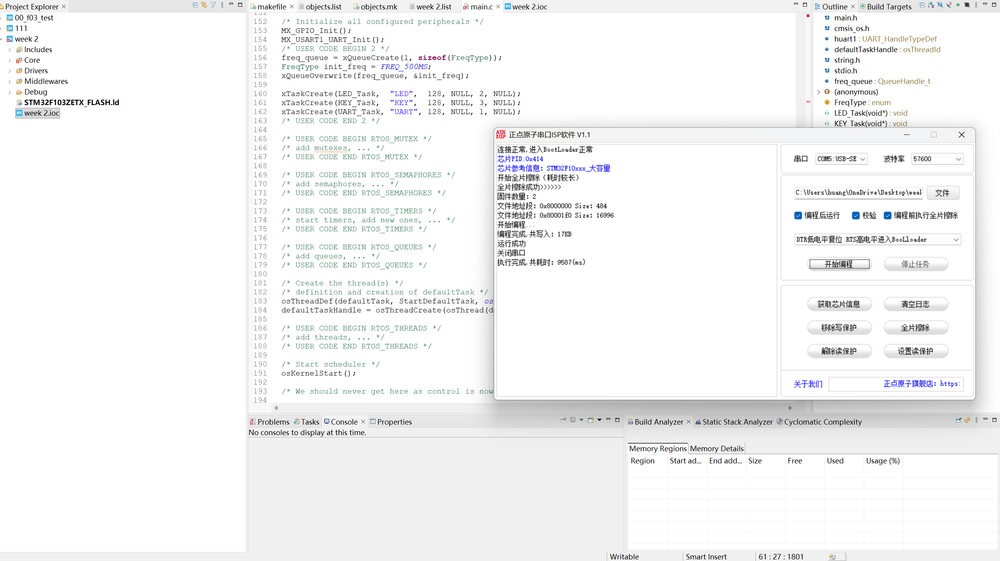 Project Explorer
00_f03_test
111
week 2
Includes
Core
Drivers
Middlewares
Debug
STM32F103ZETX_FLASH.ld
week 2.ioc
makefile
objects.list
objects.mk
week 2.list
main.c
week 2.ioc
151
152 /* Initialize all configured peripherals */
153 MX_GPIO_Init();
154 MX_USART1_UART_Init();
155 /* USER CODE BEGIN 2 */
156 freq_queue = xQueueCreate(1, sizeof(FreqType));
157 FreqType init_freq = FREQ_500MS;
158 xQueueOverwrite(freq_queue, &init_freq);
159
160 xTaskCreate(LED_Task, "LED", 128, NULL, 2, NULL);
161 xTaskCreate(KEY_Task, "KEY", 128, NULL, 3, NULL);
162 xTaskCreate(UART_Task, "UART", 128, NULL, 1, NULL);
163 /* USER CODE END 2 */
164
165 /* USER CODE BEGIN RTOS_MUTEX */
166 /* add mutexes, ... */
167 /* USER CODE END RTOS_MUTEX */
168
169 /* USER CODE BEGIN RTOS_SEMAPHORES */
170 /* add semaphores, ... */
171 /* USER CODE END RTOS_SEMAPHORES */
172
173 /* USER CODE BEGIN RTOS_TIMERS */
174 /* start timers, add new ones, ... */
175 /* USER CODE END RTOS_TIMERS */
176
177 /* USER CODE BEGIN RTOS_QUEUES */
178 /* add queues, ... */
179 /* USER CODE END RTOS_QUEUES */
180
181 /* Create the thread(s) */
182 /* definition and creation of defaultTask */
183 osThreadDef(defaultTask, StartDefaultTask, os
184 defaultTaskHandle = osThreadCreate(osThread(d
185
186 /* USER CODE BEGIN RTOS_THREADS */
187 /* add threads, ... */
188 /* USER CODE END RTOS_THREADS */
189
190 /* Start scheduler */
191 osKernelStart();
192
193 /* We should never get here as control is now
194
Outline
Build Targets
main.h
cmsis_os.h
huart1 : UART_HandleTypeDef
defaultTaskHandle : osThreadId
string.h
stdio.h
freq_queue : QueueHandle_t
(anonymous)
FreqType : enum
LED_Task(void*) : void
KEY_Task(void*) : void
ATK XISP 正点原子串口ISP软件 V1.1
连接正常,进入BootLoader正常
芯片PID:0x414
芯片参考信息: STM32F10xxx_大容量
开始全片擦除（耗时较长）
全片擦除成功>>>>>>
固件数量: 2
文件地址段: 0x8000000 Size: 484
文件地址段: 0x80001f0 Size: 16996
开始编程...
编程完成,共写入: 17KB
运行成功
关闭串口
执行完成,共耗时: 9587(ms)
串口 COM5:USB-SE 波特率 57600
C:\Users\huang\OneDrive\Desktop\weel 文件
编程后运行 校验 编程前执行全片擦除
DTR低电平复位 RTS高电平进入BooLloader
开始编程 停止任务
获取芯片信息 清空日志
移除写保护 全片擦除
解除读保护 设置读保护
关于我们 正点原子旗舰店: https:
Problems Tasks Console Properties
No consoles to display at this time.
Build Analyzer Static Stack Analyzer Cyclomatic Complexity
Memory Regions Memory Details
Region Start ad... End add... Size Free Used Usage (%)
Writable Smart Insert 61 : 27 : 1801